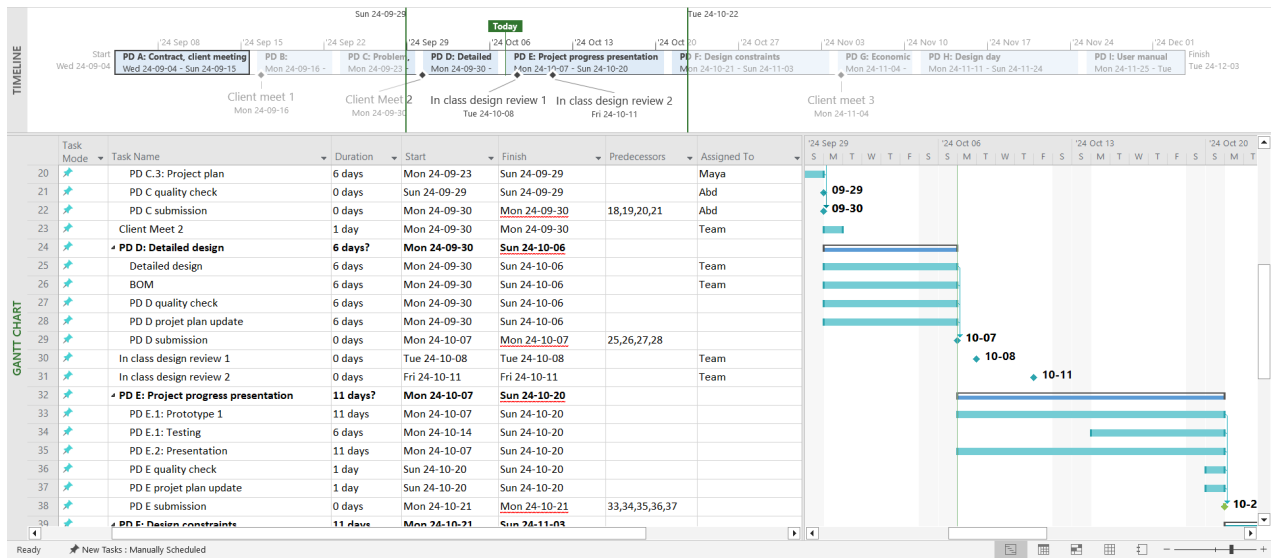 Sun 24-09-29 Tue 24-10-22
Today
'24 Sep 08 '24 Sep 15 '24 Sep 22 '24 Sep 29 '24 Oct 06 '24 Oct 13 '24 Oct 20 '24 Oct 27 '24 Nov 03 '24 Nov 10 '24 Nov 17 '24 Nov 24 '24 Dec 01
TIMELINE
Start
Wed 24-09-04
PD A: Contract, client meeting PD B: PD C: Problem, PD D: Detailed PD E: Project progress presentation PD F: Design constraints PD G: Economic PD H: Design day PD I: User manual
Wed 24-09-04 - Sun 24-09-15 Mon 24-09-16 - Mon 24-09-23 - Mon 24-09-30 - Mon 24-10-07 - Sun 24-10-20 Mon 24-10-21 - Sun 24-11-03 Mon 24-11-04 - Mon 24-11-11 - Sun 24-11-24 Mon 24-11-25 - Tue
Finish
Tue 24-12-03
Client meet 1 Client Meet 2 In class design review 1 In class design review 2 Client meet 3
Mon 24-09-16 Mon 24-09-30 Tue 24-10-08 Fri 24-10-11 Mon 24-11-04
GANTT CHART
Task Mode Task Name Duration Start Finish Predecessors Assigned To
'24 Sep 29 '24 Oct 06 '24 Oct 13 '24 Oct 20
S M T W T F S S M T W T F S S M T W T F S S M T
20 PD C.3: Project plan 6 days Mon 24-09-23 Sun 24-09-29 Maya
21 PD C quality check 0 days Sun 24-09-29 Sun 24-09-29 Abd 09-29
22 PD C submission 0 days Mon 24-09-30 Mon 24-09-30 18,19,20,21 Abd 09-30
23 Client Meet 2 1 day Mon 24-09-30 Mon 24-09-30 Team
24 PD D: Detailed design 6 days? Mon 24-09-30 Sun 24-10-06
25 Detailed design 6 days Mon 24-09-30 Sun 24-10-06 Team
26 BOM 6 days Mon 24-09-30 Sun 24-10-06 Team
27 PD D quality check 6 days Mon 24-09-30 Sun 24-10-06
28 PD D projet plan update 6 days Mon 24-09-30 Sun 24-10-06
29 PD D submission 0 days Mon 24-10-07 Mon 24-10-07 25,26,27,28 10-07
30 In class design review 1 0 days Tue 24-10-08 Tue 24-10-08 Team 10-08
31 In class design review 2 0 days Fri 24-10-11 Fri 24-10-11 Team 10-11
32 PD E: Project progress presentation 11 days? Mon 24-10-07 Sun 24-10-20
33 PD E.1: Prototype 1 11 days Mon 24-10-07 Sun 24-10-20
34 PD E.1: Testing 6 days Mon 24-10-14 Sun 24-10-20
35 PD E.2: Presentation 11 days Mon 24-10-07 Sun 24-10-20
36 PD E quality check 1 day Sun 24-10-20 Sun 24-10-20
37 PD E projet plan update 1 day Sun 24-10-20 Sun 24-10-20
38 PD E submission 0 days Mon 24-10-21 Mon 24-10-21 33,34,35,36,37 10-2
39 PD F: Design constraints 11 days Mon 24-10-21 Sun 24-11-03
Ready New Tasks : Manually Scheduled